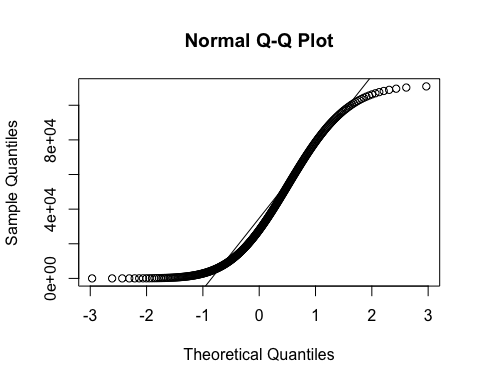 Normal Q-Q Plot
Sample Quantiles
0e+00 4e+04 8e+04
-3 -2 -1 0 1 2 3
Theoretical Quantiles